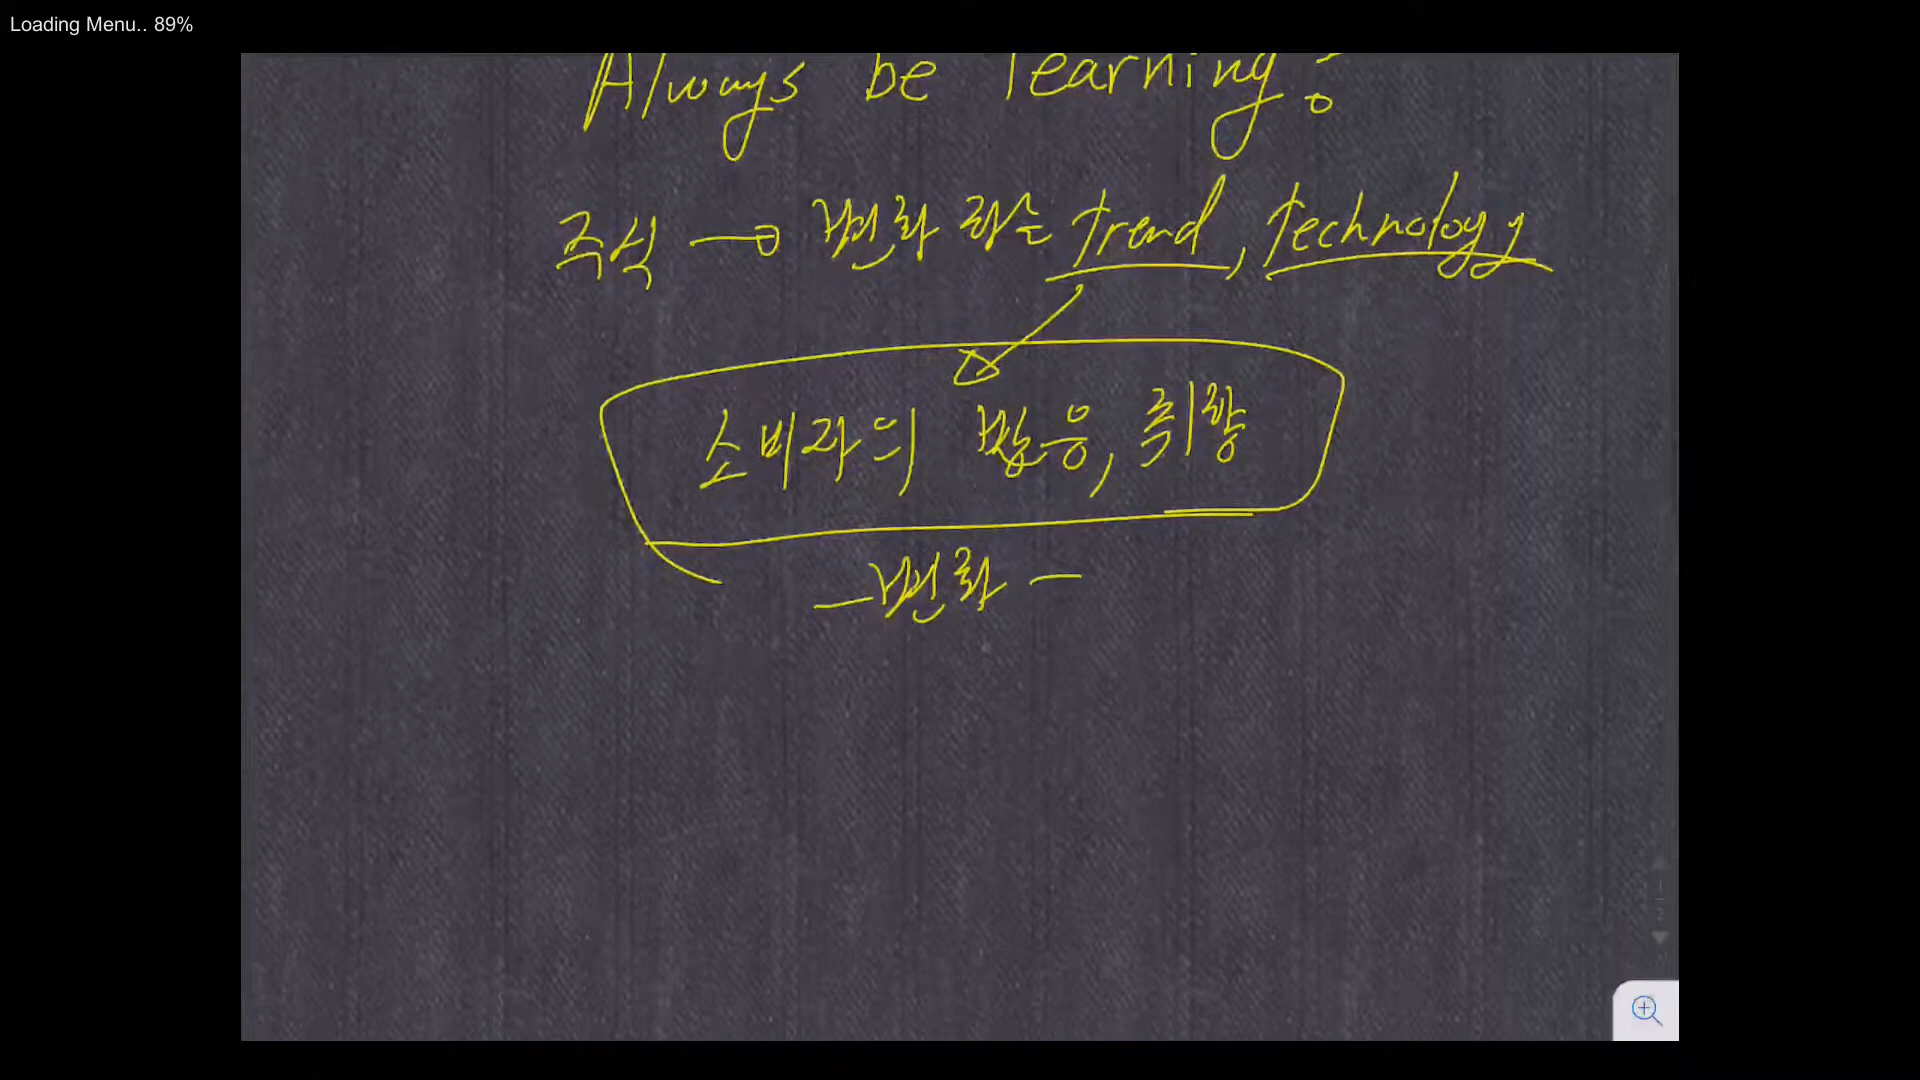 Loading Menu.. 89%
Always be learning!
주식 → 변화하는 trend, technology
소비자의 반응, 취향
- 변화 -